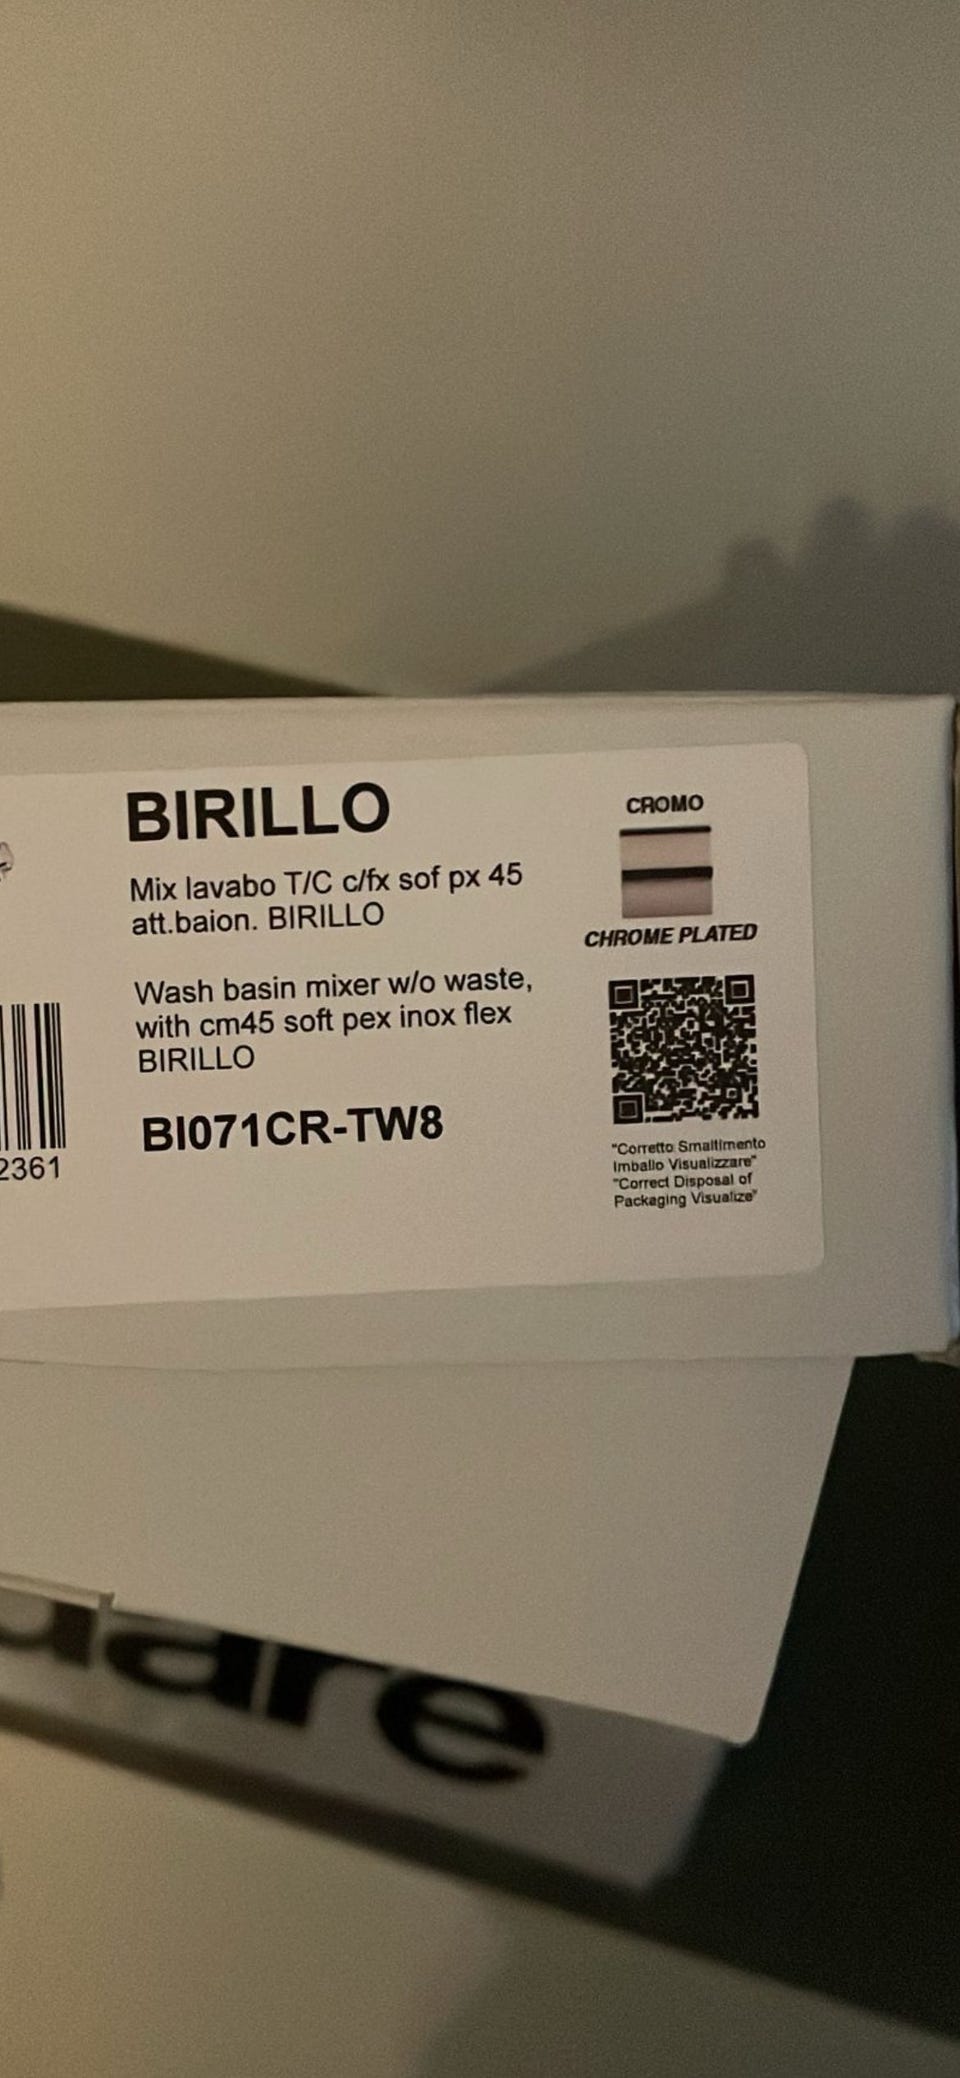 BIRILLO
Mix lavabo T/C c/fx sof px 45
att.baion. BIRILLO
Wash basin mixer w/o waste,
with cm45 soft pex inox flex
BIRILLO
BI071CR-TW8
2361
CROMO
CHROME PLATED
"Corretto Smaltimento
Imballo Visualizzare"
"Correct Disposal of
Packaging Visualize"
uare